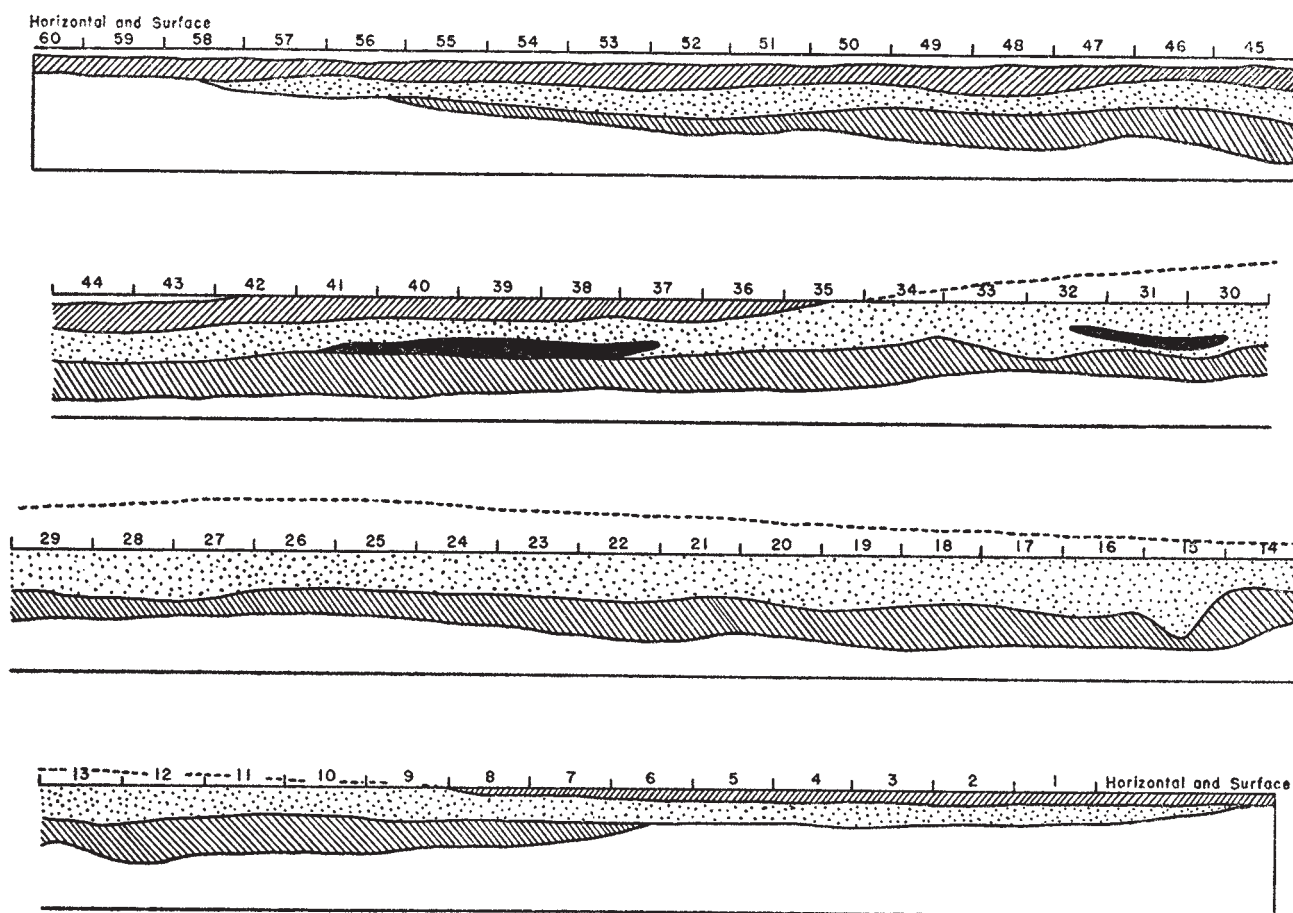 Horizontal and Surface
60 59 58 57 56 55 54 53 52 51 50 49 48 47 46 45
44 43 42 41 40 39 38 37 36 35 34 33 32 31 30
29 28 27 26 25 24 23 22 21 20 19 18 17 16 15 14
13 12 11 10 9 8 7 6 5 4 3 2 1 Horizontal and Surface